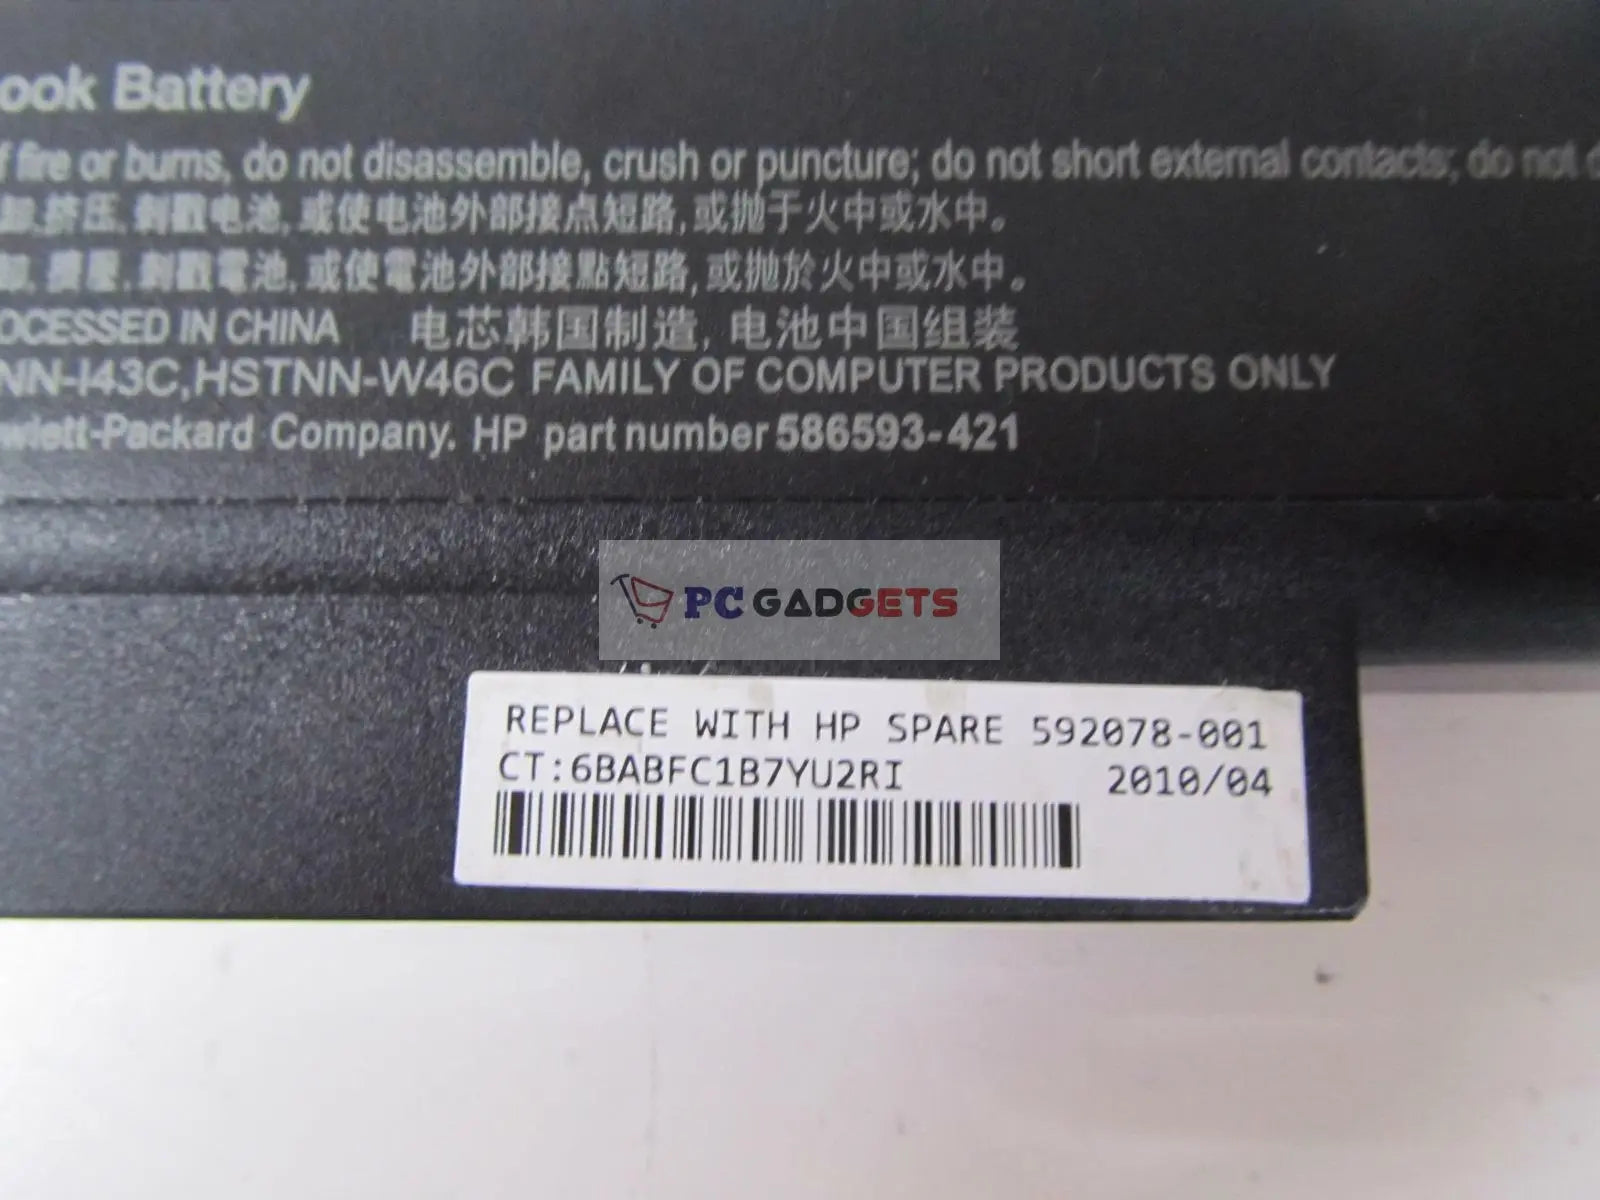 ook Battery
fire or burns, do not disassemble, crush or puncture; do not short external contacts; do not
挤压,刺戳电池,或使电池外部接点短路,或抛于火中或水中。
擠壓,刺戳電池,或使電池外部接點短路,或抛於火中或水中。
OCESSED IN CHINA 电芯韩国制造,电池中国组装
NN-I43C,HSTNN-W46C FAMILY OF COMPUTER PRODUCTS ONLY
wlett-Packard Company. HP part number 586593-421
PC GADGETS
REPLACE WITH HP SPARE 592078-001
CT:6BABFC1B7YU2RI 2010/04